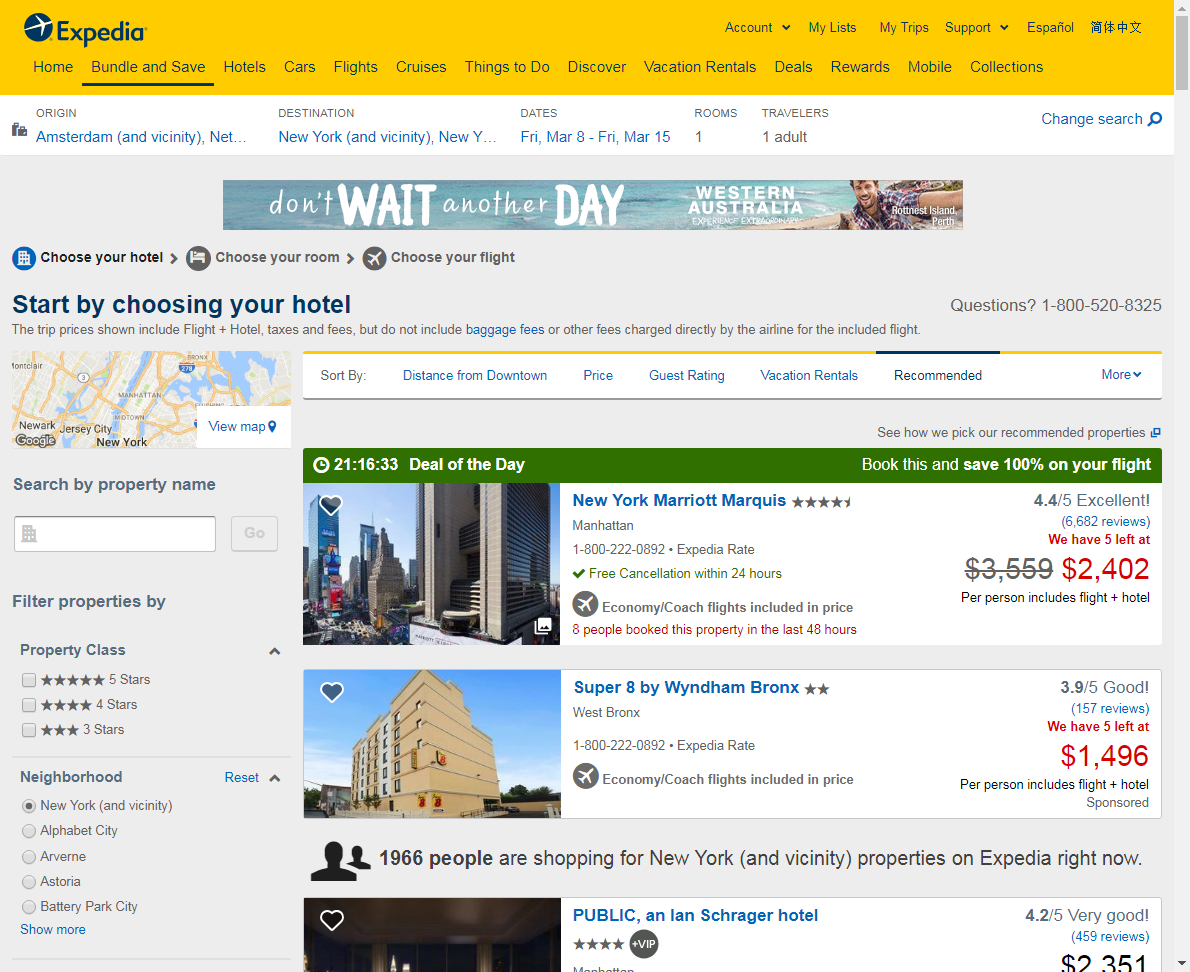 Expedia
Account My Lists My Trips Support Español 简体中文
Home Bundle and Save Hotels Cars Flights Cruises Things to Do Discover Vacation Rentals Deals Rewards Mobile Collections
ORIGIN DESTINATION DATES ROOMS TRAVELERS
Amsterdam (and vicinity), Net... New York (and vicinity), New Y... Fri, Mar 8 - Fri, Mar 15 1 1 adult
Change search
don't WAIT another DAY
WESTERN
AUSTRALIA
EXPERIENCE EXTRAORDINARY
Rottnest Island,
Perth
Choose your hotel Choose your room Choose your flight
Start by choosing your hotel
Questions? 1-800-520-8325
The trip prices shown include Flight + Hotel, taxes and fees, but do not include baggage fees or other fees charged directly by the airline for the included flight.
BRONX
278
3
MANHATTAN
MIDTOWN
Newark
Jersey City
New York
Google
View map
Search by property name
Go
Filter properties by
Property Class
5 Stars
4 Stars
3 Stars
Neighborhood Reset
New York (and vicinity)
Alphabet City
Arverne
Astoria
Battery Park City
Show more
Sort By: Distance from Downtown Price Guest Rating Vacation Rentals Recommended More
See how we pick our recommended properties
21:16:33 Deal of the Day Book this and save 100% on your flight
New York Marriott Marquis
Manhattan
1-800-222-0892 • Expedia Rate
Free Cancellation within 24 hours
Economy/Coach flights included in price
8 people booked this property in the last 48 hours
4.4/5 Excellent!
(6,682 reviews)
We have 5 left at
$3,559 $2,402
Per person includes flight + hotel
Super 8 by Wyndham Bronx
West Bronx
1-800-222-0892 • Expedia Rate
Economy/Coach flights included in price
3.9/5 Good!
(157 reviews)
We have 5 left at
$1,496
Per person includes flight + hotel
Sponsored
1966 people are shopping for New York (and vicinity) properties on Expedia right now.
PUBLIC, an Ian Schrager hotel
+VIP
Manhattan
4.2/5 Very good!
(459 reviews)
$2,351